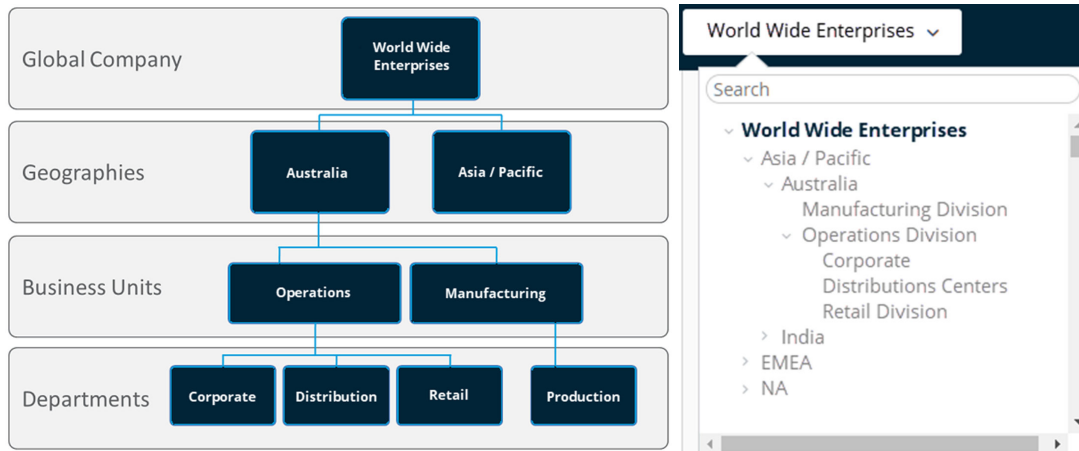 Global Company
World Wide
Enterprises
Geographies
Australia
Asia / Pacific
Business Units
Operations
Manufacturing
Departments
Corporate
Distribution
Retail
Production
World Wide Enterprises
Search
World Wide Enterprises
Asia / Pacific
Australia
Manufacturing Division
Operations Division
Corporate
Distributions Centers
Retail Division
India
EMEA
NA